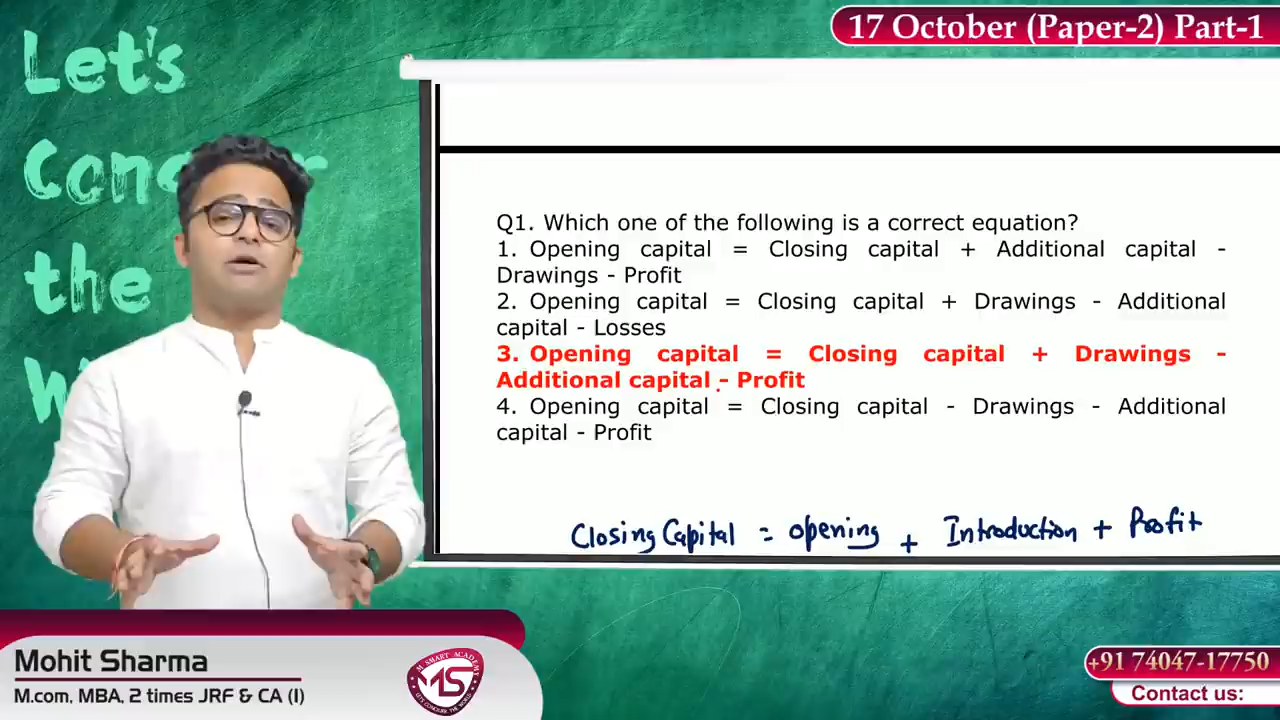 17 October (Paper-2) Part-1
Let's
the
Q1. Which one of the following is a correct equation?
1. Opening capital = Closing capital + Additional capital -
Drawings - Profit
2. Opening capital = Closing capital + Drawings - Additional
capital - Losses
3. Opening capital = Closing capital + Drawings -
Additional capital - Profit
4. Opening capital = Closing capital - Drawings - Additional
capital - Profit
Closing Capital = opening + Introduction + Profit
Mohit Sharma
M.com, MBA, 2 times JRF & CA (I)
M SMART ACADEMY
MS
+91 74047-17750
Contact us: